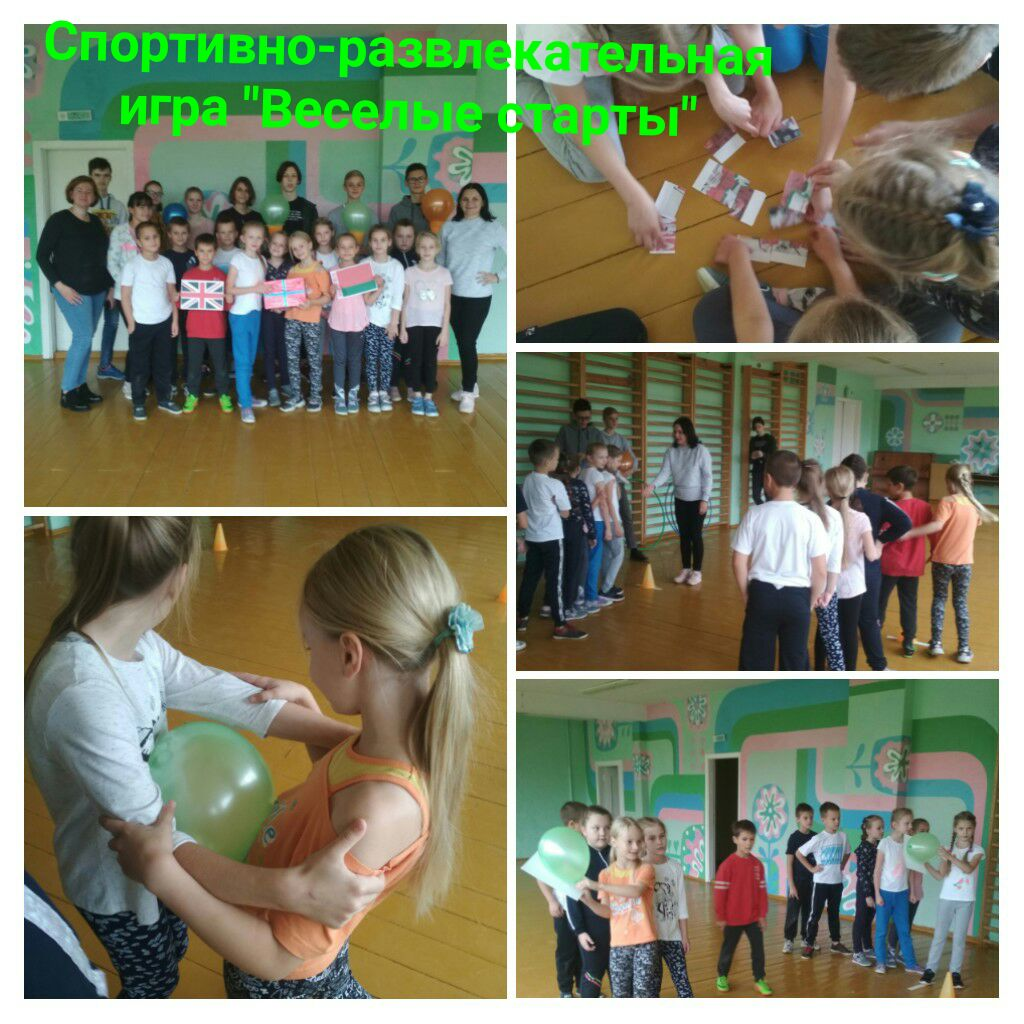 Спортивно-развлекательная
игра "Веселые старты"